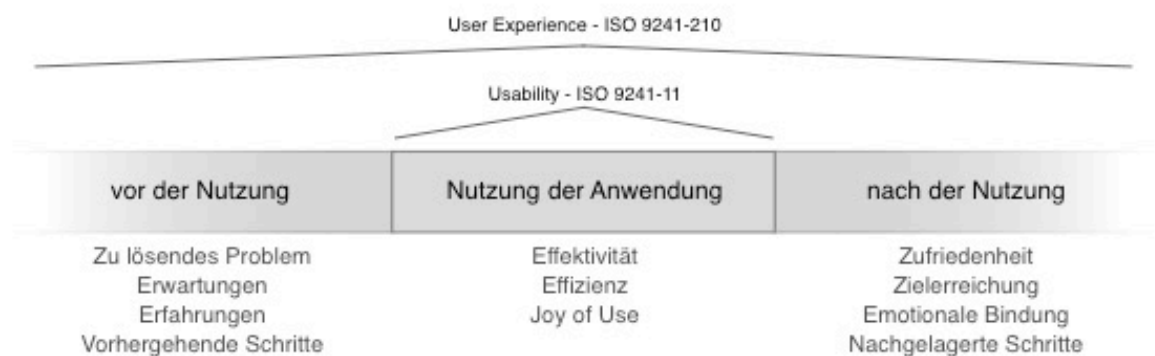 User Experience - ISO 9241-210
Usability - ISO 9241-11
vor der Nutzung
Nutzung der Anwendung
nach der Nutzung
Zu lösendes Problem
Erwartungen
Erfahrungen
Vorhergehende Schritte
Effektivität
Effizienz
Joy of Use
Zufriedenheit
Zielerreichung
Emotionale Bindung
Nachgelagerte Schritte